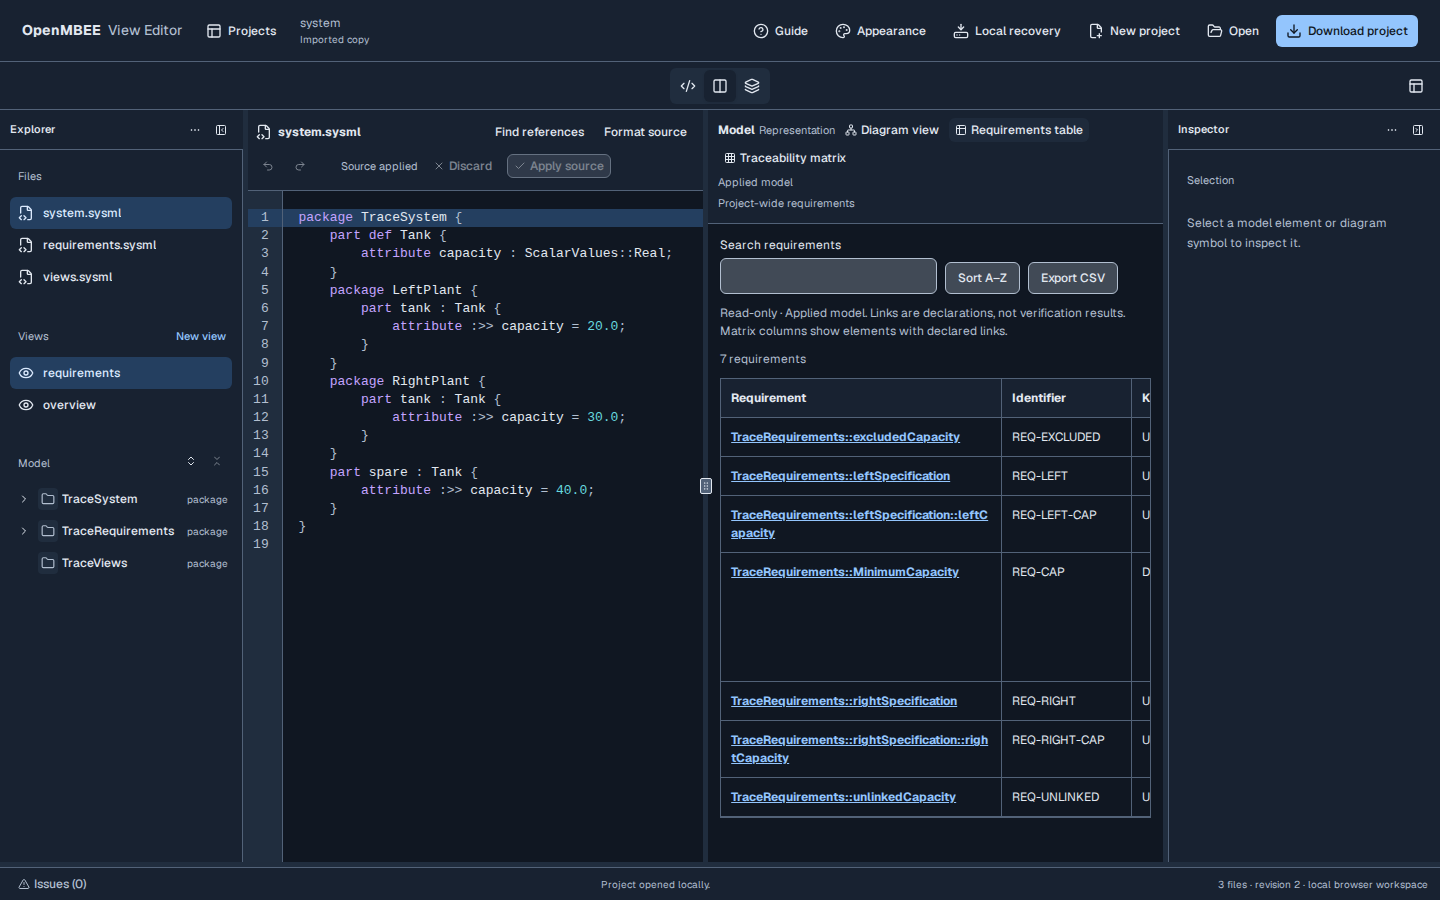 OpenMBEE View Editor
Projects
system
Imported copy
Guide
Appearance
Local recovery
New project
Open
Download project
Explorer
Files
system.sysml
requirements.sysml
views.sysml
Views
New view
requirements
overview
Model
TraceSystem package
TraceRequirements package
TraceViews package
system.sysml
Find references
Format source
Source applied
Discard
Apply source
1 package TraceSystem {
2 part def Tank {
3 attribute capacity : ScalarValues::Real;
4 }
5 package LeftPlant {
6 part tank : Tank {
7 attribute :>> capacity = 20.0;
8 }
9 }
10 package RightPlant {
11 part tank : Tank {
12 attribute :>> capacity = 30.0;
13 }
14 }
15 part spare : Tank {
16 attribute :>> capacity = 40.0;
17 }
18 }
19
Model Representation
Diagram view
Requirements table
Traceability matrix
Applied model
Project-wide requirements
Search requirements
Sort A–Z
Export CSV
Read-only · Applied model. Links are declarations, not verification results.
Matrix columns show elements with declared links.
7 requirements
Requirement Identifier K
TraceRequirements::excludedCapacity REQ-EXCLUDED U
TraceRequirements::leftSpecification REQ-LEFT U
TraceRequirements::leftSpecification::leftC REQ-LEFT-CAP U
apacity
TraceRequirements::MinimumCapacity REQ-CAP D
TraceRequirements::rightSpecification REQ-RIGHT U
TraceRequirements::rightSpecification::righ REQ-RIGHT-CAP U
tCapacity
TraceRequirements::unlinkedCapacity REQ-UNLINKED U
Inspector
Selection
Select a model element or diagram
symbol to inspect it.
Issues (0)
Project opened locally.
3 files · revision 2 · local browser workspace